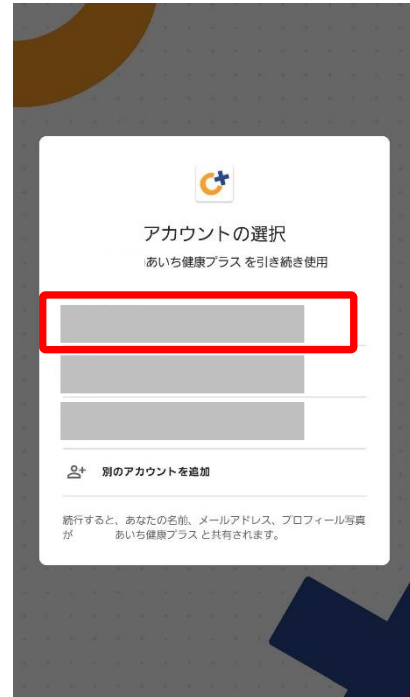 アカウントの選択
あいち健康プラス を引き続き使用
別のアカウントを追加
続行すると、あなたの名前、メールアドレス、プロフィール写真
が あいち健康プラス と共有されます。